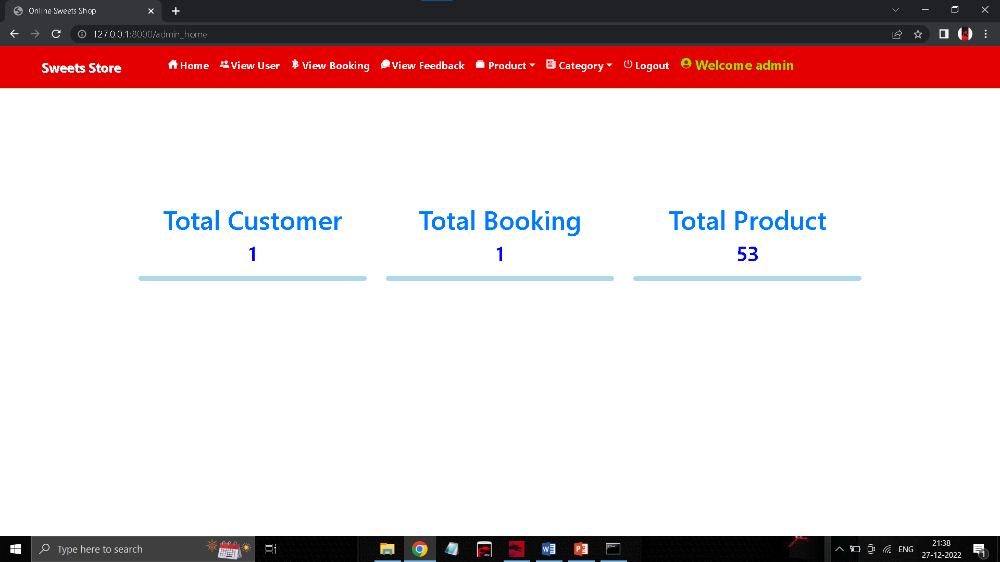 Online Sweets Shop
127.0.0.1:8000/admin_home
Sweets Store
Home View User View Booking View Feedback Product Category Logout Welcome admin
Total Customer Total Booking Total Product
1 1 53
Type here to search
ENG
21:38
27-12-2022
1